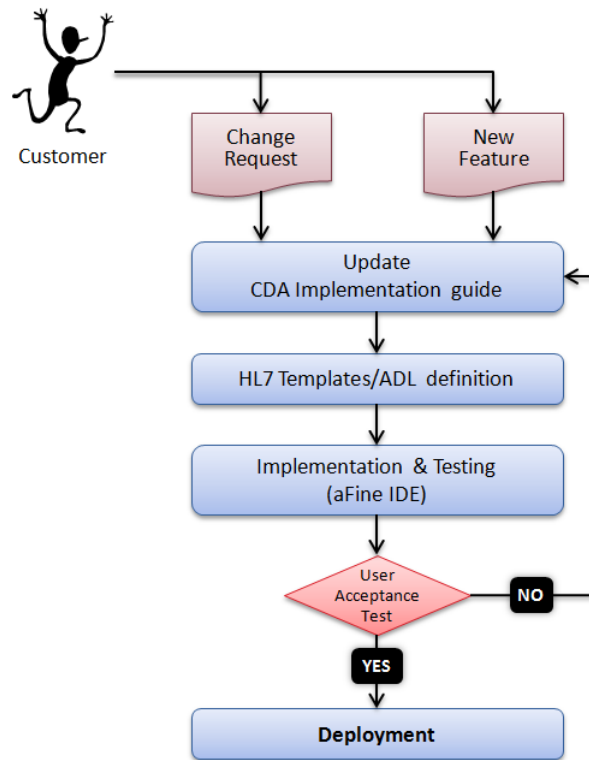 Customer
Change
Request
New
Feature
Update
CDA Implementation guide
HL7 Templates/ADL definition
Implementation & Testing
(aFine IDE)
User
Acceptance
Test
NO
YES
Deployment